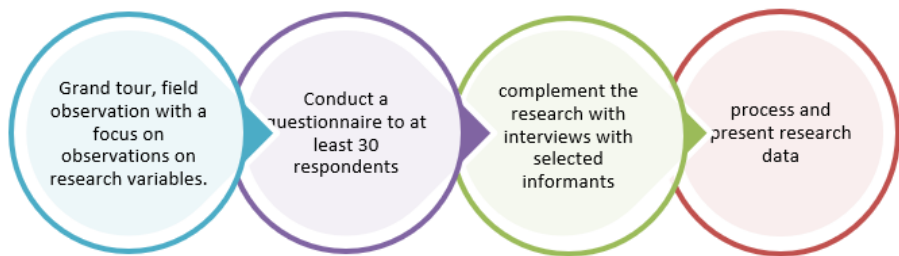 Grand tour, field
observation with a
focus on
observations on
research variables.
Conduct a
questionnaire to at
least 30
respondents
complement the
research with
interviews with
selected
informants
process and
present research
data